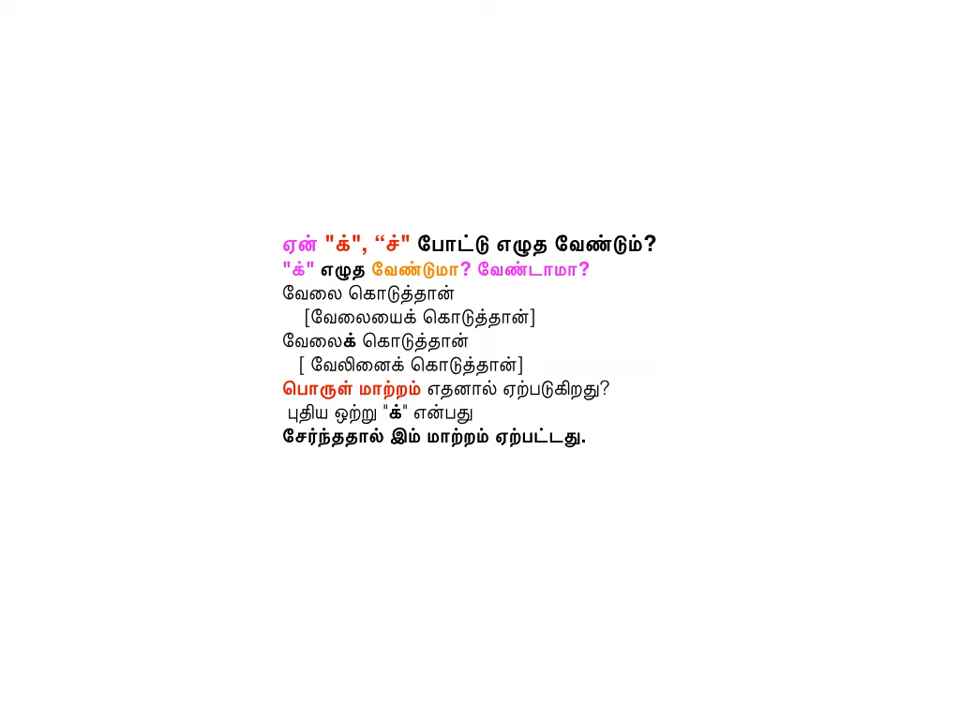 ஏன் "க்", “ச்" போட்டு எழுத வேண்டும்?
"க்" எழுத வேண்டுமா? வேண்டாமா?
வேலை கொடுத்தான்
[வேலையைக் கொடுத்தான்]
வேலைக் கொடுத்தான்
[ வேலினைக் கொடுத்தான்]
பொருள் மாற்றம் எதனால் ஏற்படுகிறது?
புதிய ஒற்று "க்" என்பது
சேர்ந்ததால் இம் மாற்றம் ஏற்பட்டது.